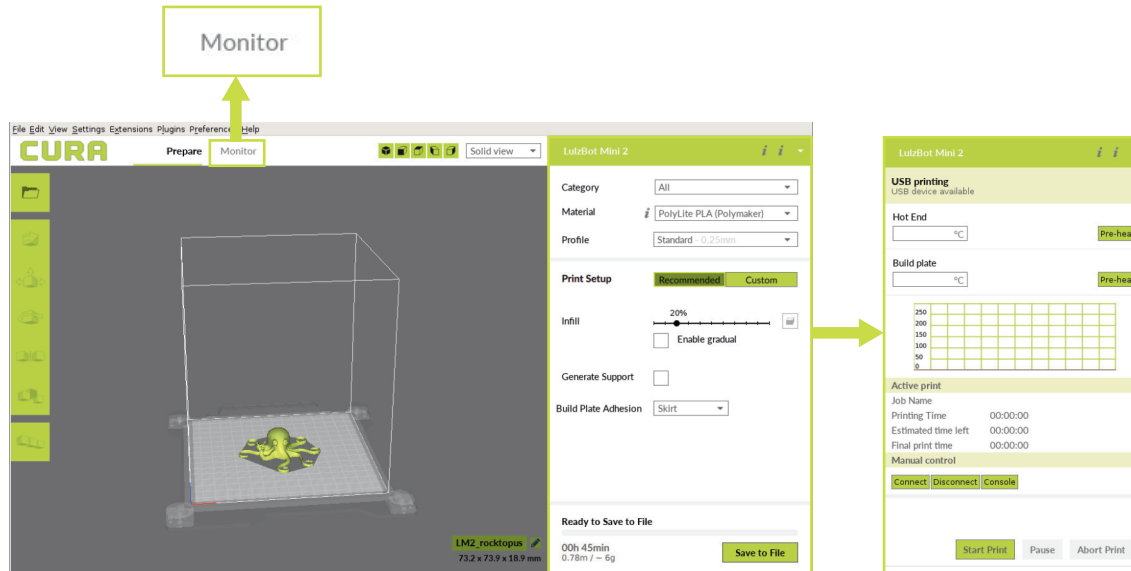 Monitor
File Edit View Settings Extensions Plugins Preference Help
CURA
Prepare
Monitor
Solid view
LulzBot Mini 2
i i
Category
All
Material
i
PolyLite PLA (Polymaker)
Profile
Standard - 0.25mm
Print Setup
Recommended
Custom
Infill
20%
Enable gradual
Generate Support
Build Plate Adhesion
Skirt
Ready to Save to File
00h 45min
0.78m / ~ 6g
Save to File
LM2_rocktopus
73.2 x 73.9 x 18.9 mm
LulzBot Mini 2
i i
USB printing
USB device available
Hot End
°C
Pre-hea
Build plate
°C
Pre-hea
250
200
150
100
50
0
Active print
Job Name
Printing Time 00:00:00
Estimated time left 00:00:00
Final print time 00:00:00
Manual control
Connect Disconnect Console
Start Print Pause Abort Print